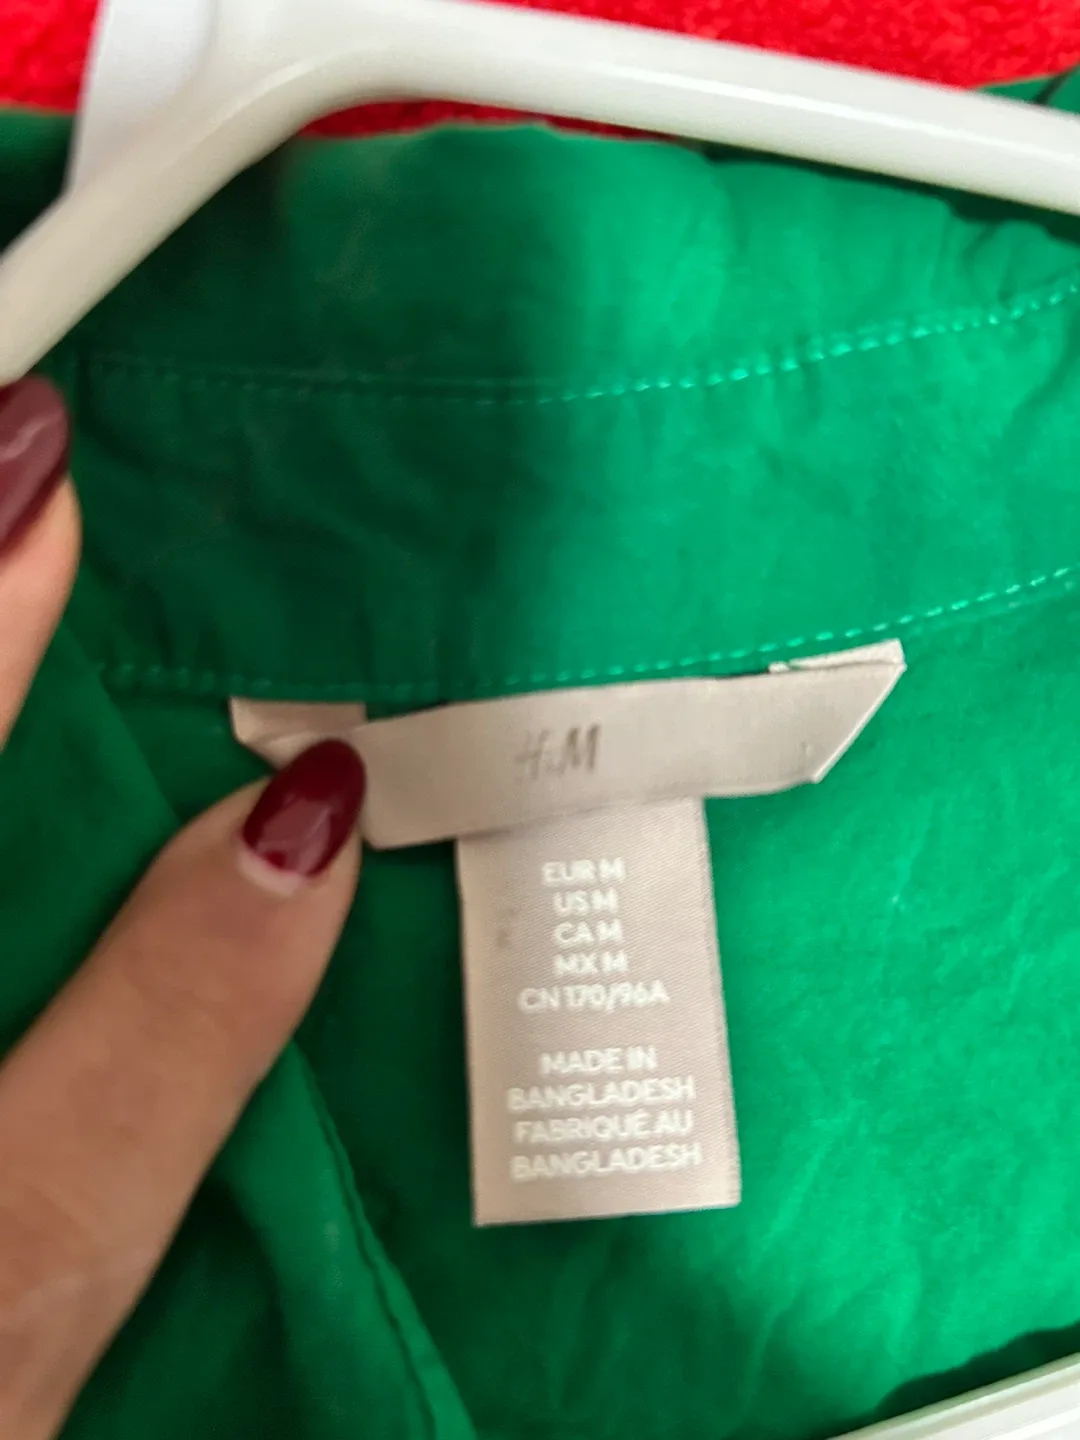 H&M
EUR M
US M
CA M
MX M
CN 170/96A
MADE IN
BANGLADESH
FABRIQUÉ AU
BANGLADESH